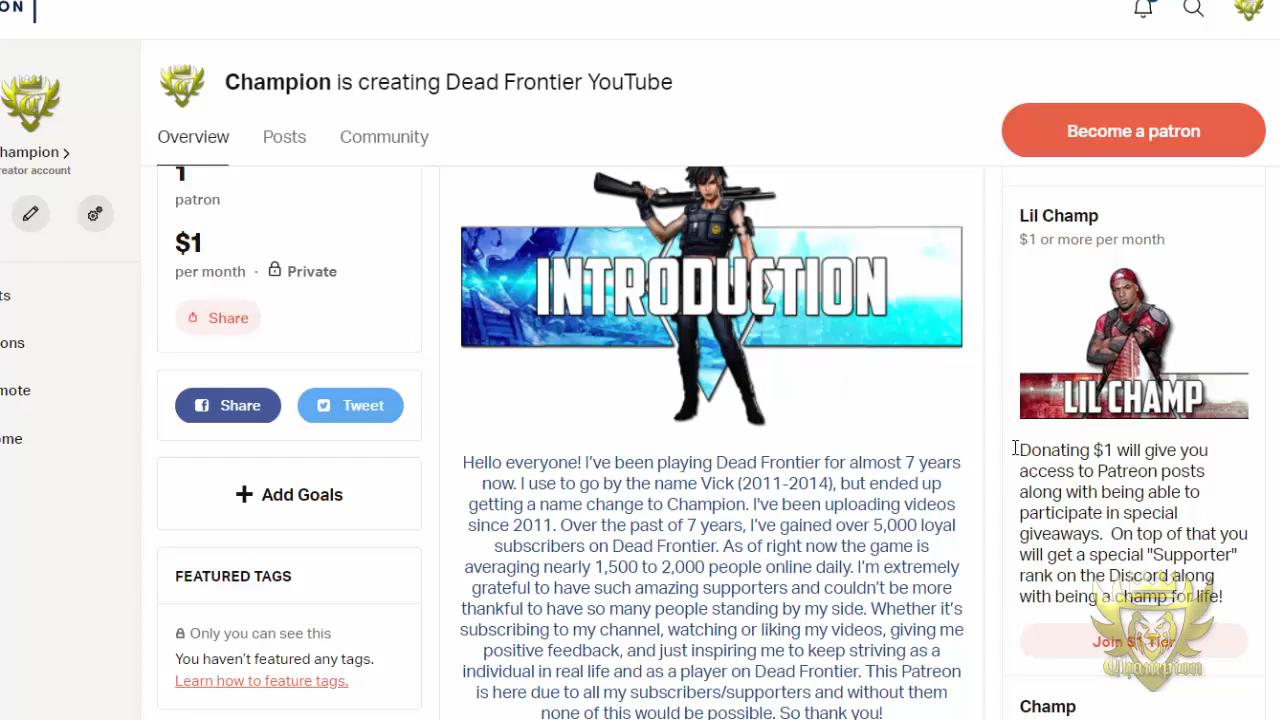 ON
Champion is creating Dead Frontier YouTube
Overview
Posts
Community
Become a patron
hampion >
reator account
ts
ons
mote
ome
1
patron
$1
per month · Private
Share
Share
Tweet
+ Add Goals
FEATURED TAGS
Only you can see this
You haven't featured any tags.
Learn how to feature tags.
INTRODUCTION
Hello everyone! I've been playing Dead Frontier for almost 7 years
now. I use to go by the name Vick (2011-2014), but ended up
getting a name change to Champion. I've been uploading videos
since 2011. Over the past of 7 years, I've gained over 5,000 loyal
subscribers on Dead Frontier. As of right now the game is
averaging nearly 1,500 to 2,000 people online daily. I'm extremely
grateful to have such amazing supporters and couldn't be more
thankful to have so many people standing by my side. Whether it's
subscribing to my channel, watching or liking my videos, giving me
positive feedback, and just inspiring me to keep striving as a
individual in real life and as a player on Dead Frontier. This Patreon
is here due to all my subscribers/supporters and without them
none of this would be possible. So thank you!
Lil Champ
$1 or more per month
LIL CHAMP
Donating $1 will give you
access to Patreon posts
along with being able to
participate in special
giveaways. On top of that you
will get a special "Supporter"
rank on the Discord along
with being a champ for life!
Join $1 Tier
Champion
Champ